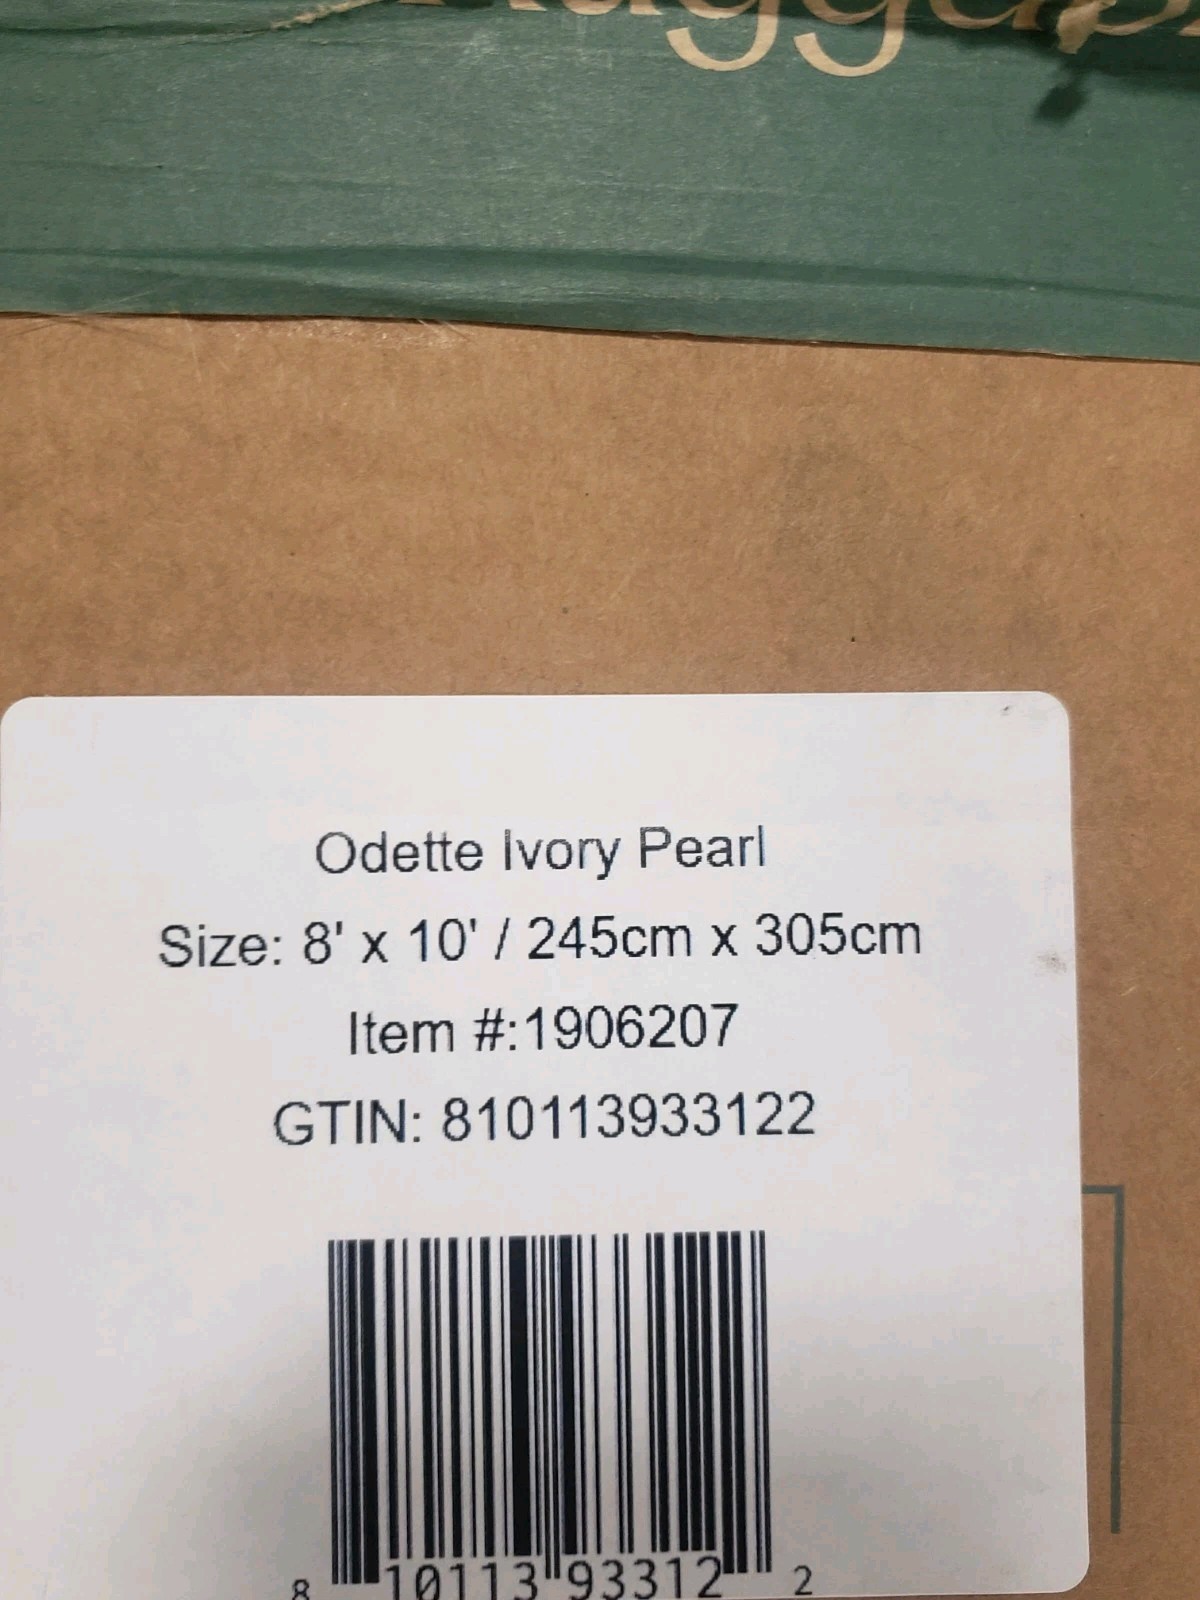 Odette Ivory Pearl
Size: 8' x 10' / 245cm x 305cm
Item #:1906207
GTIN: 810113933122
8 10113 93312 2